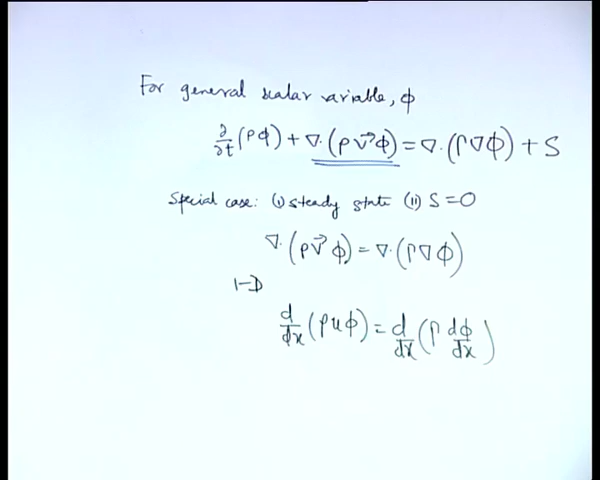 For general scalar variable, φ
∂/∂t (ρφ) + ∇·(ρv⃗φ) = ∇·(Γ∇φ) + S
Special case: (i) steady state (ii) S=0
∇·(ρv⃗φ) = ∇·(Γ∇φ)
1-D
d/dx (ρuφ) = d/dx (Γ dφ/dx)